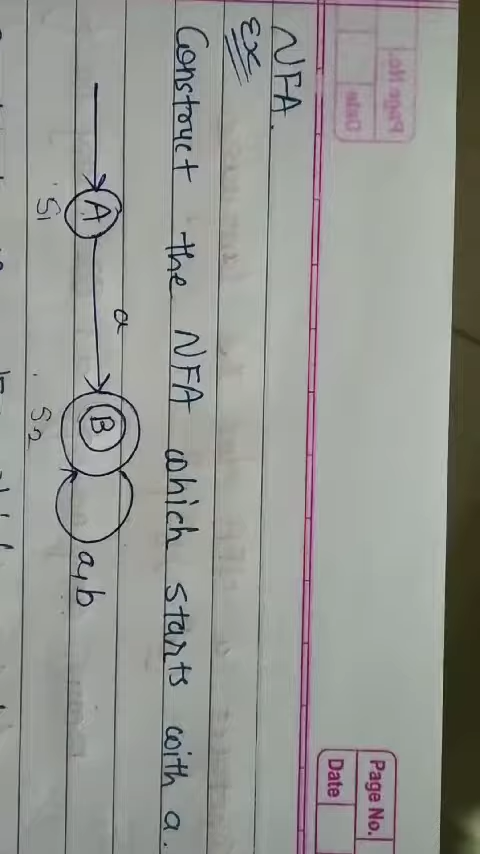 Page No.
Date
NFA.
Ex
Construct the NFA which starts with a.
a
A
B
a,b
S1
S2